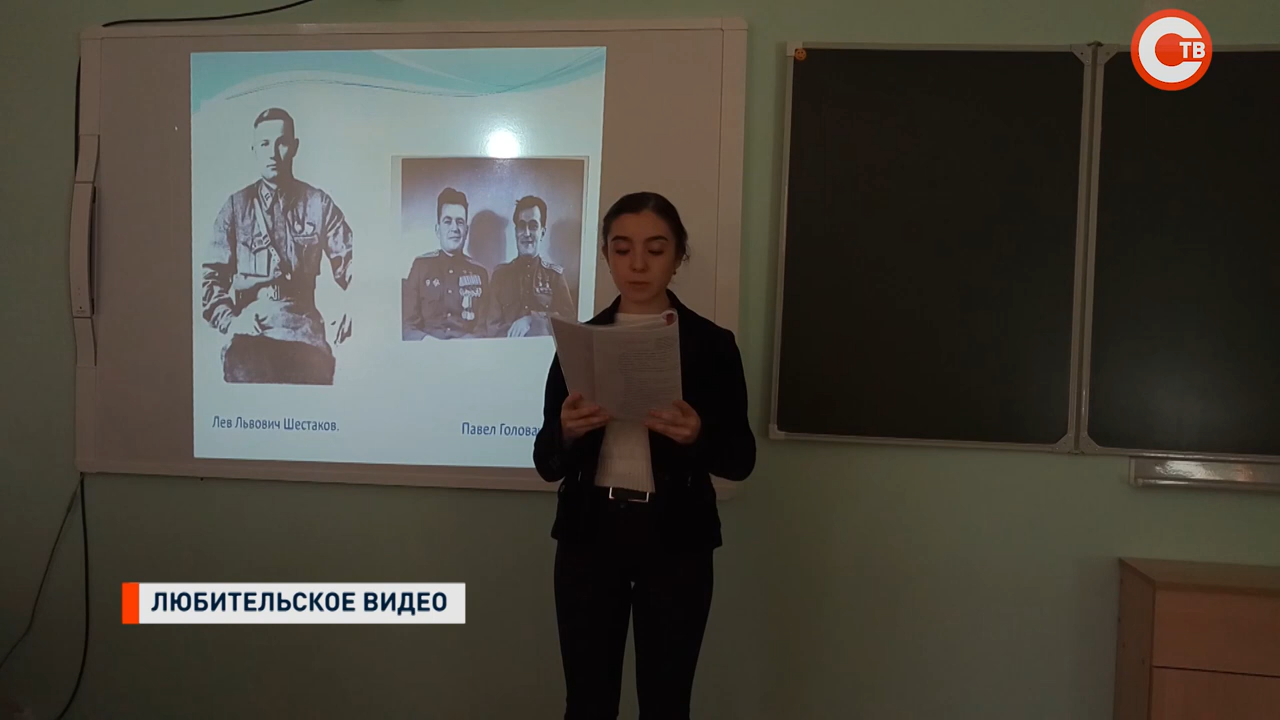 С
ТВ
Лев Львович Шестаков.
Павел Голова
ЛЮБИТЕЛЬСКОЕ ВИДЕО